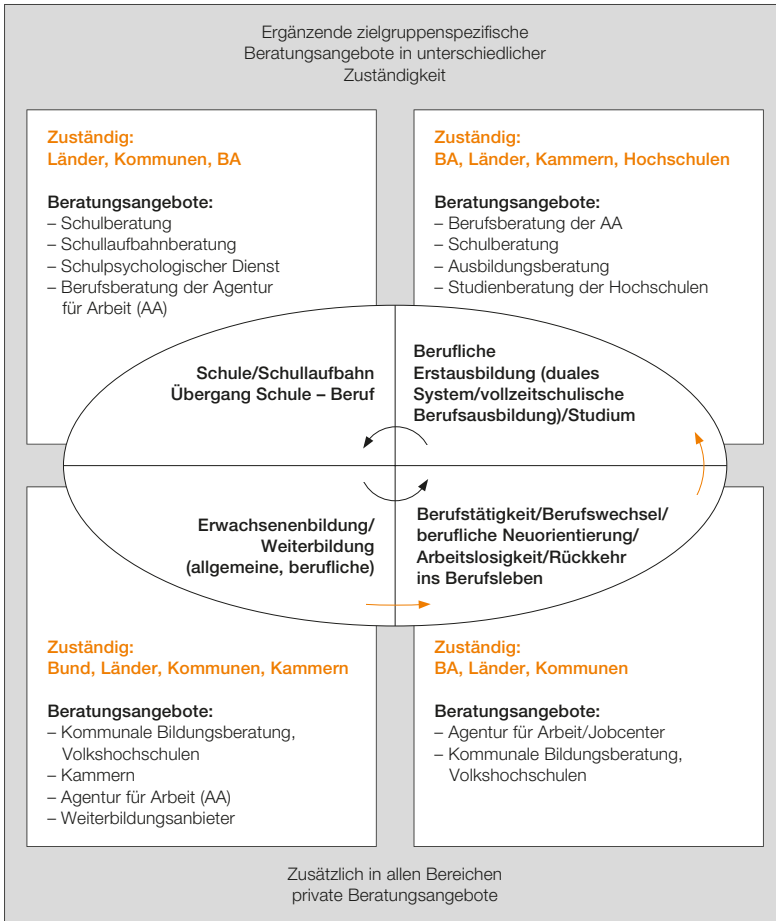 Ergänzende zielgruppenspezifische
Beratungsangebote in unterschiedlicher
Zuständigkeit
Zuständig:
Länder, Kommunen, BA
Beratungsangebote:
– Schulberatung
– Schullaufbahnberatung
– Schulpsychologischer Dienst
– Berufsberatung der Agentur
für Arbeit (AA)
Zuständig:
BA, Länder, Kammern, Hochschulen
Beratungsangebote:
– Berufsberatung der AA
– Schulberatung
– Ausbildungsberatung
– Studienberatung der Hochschulen
Schule/Schullaufbahn
Übergang Schule – Beruf
Berufliche
Erstausbildung (duales
System/vollzeitschulische
Berufsausbildung)/Studium
Erwachsenenbildung/
Weiterbildung
(allgemeine, berufliche)
Berufstätigkeit/Berufswechsel/
berufliche Neuorientierung/
Arbeitslosigkeit/Rückkehr
ins Berufsleben
Zuständig:
Bund, Länder, Kommunen, Kammern
Beratungsangebote:
– Kommunale Bildungsberatung,
Volkshochschulen
– Kammern
– Agentur für Arbeit (AA)
– Weiterbildungsanbieter
Zuständig:
BA, Länder, Kommunen
Beratungsangebote:
– Agentur für Arbeit/Jobcenter
– Kommunale Bildungsberatung,
Volkshochschulen
Zusätzlich in allen Bereichen
private Beratungsangebote